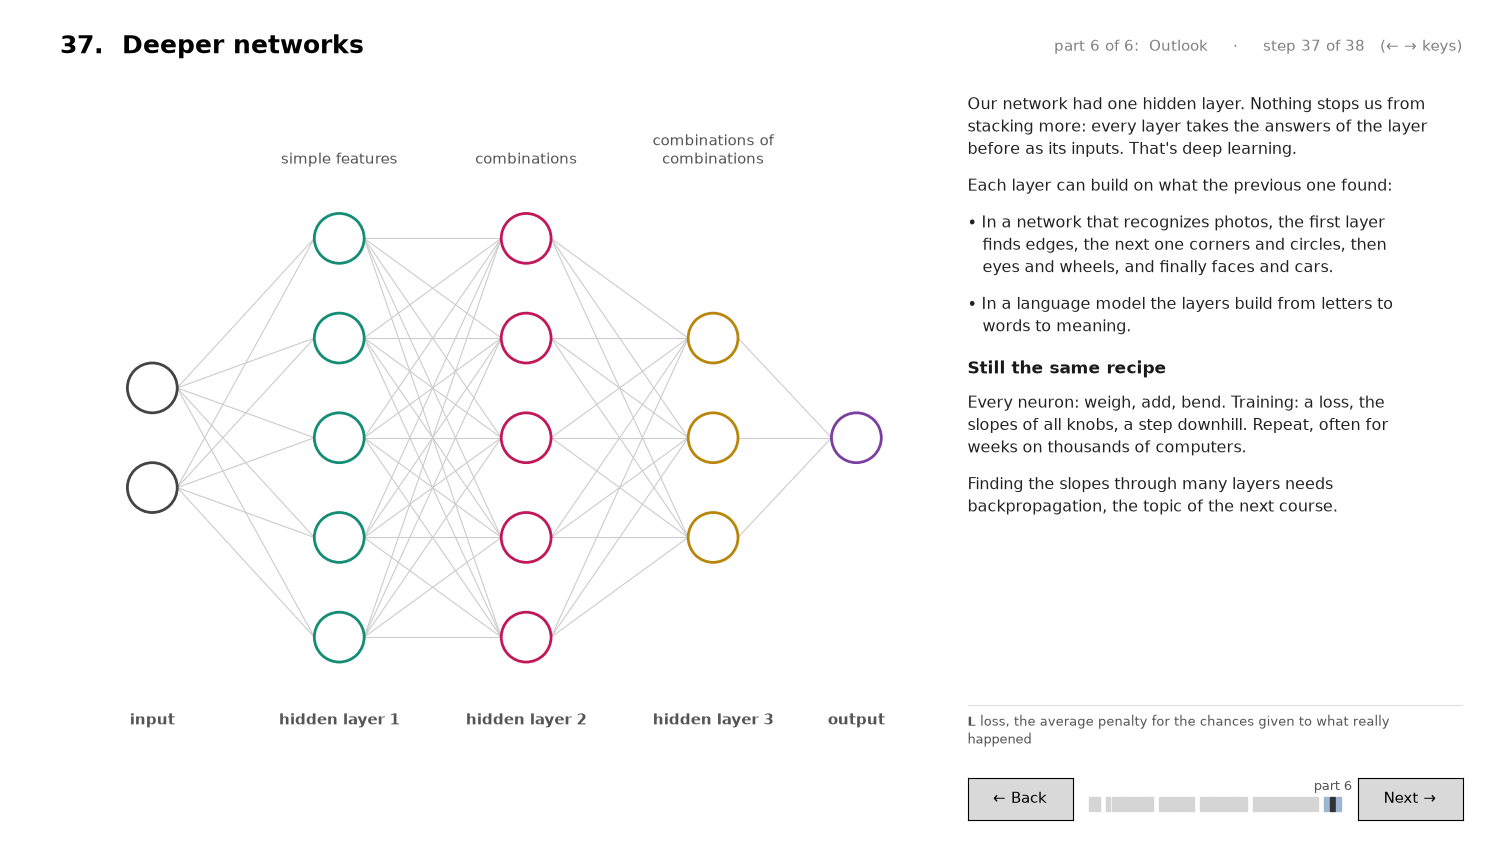 37.  Deeper networks
part 6 of 6:  Outlook  ·  step 37 of 38  (← → keys)
simple features
combinations
combinations of
combinations
input
hidden layer 1
hidden layer 2
hidden layer 3
output
Our network had one hidden layer. Nothing stops us from
stacking more: every layer takes the answers of the layer
before as its inputs. That's deep learning.
Each layer can build on what the previous one found:
• In a network that recognizes photos, the first layer
finds edges, the next one corners and circles, then
eyes and wheels, and finally faces and cars.
• In a language model the layers build from letters to
words to meaning.
Still the same recipe
Every neuron: weigh, add, bend. Training: a loss, the
slopes of all knobs, a step downhill. Repeat, often for
weeks on thousands of computers.
Finding the slopes through many layers needs
backpropagation, the topic of the next course.
L loss, the average penalty for the chances given to what really
happened
← Back
part 6
Next →